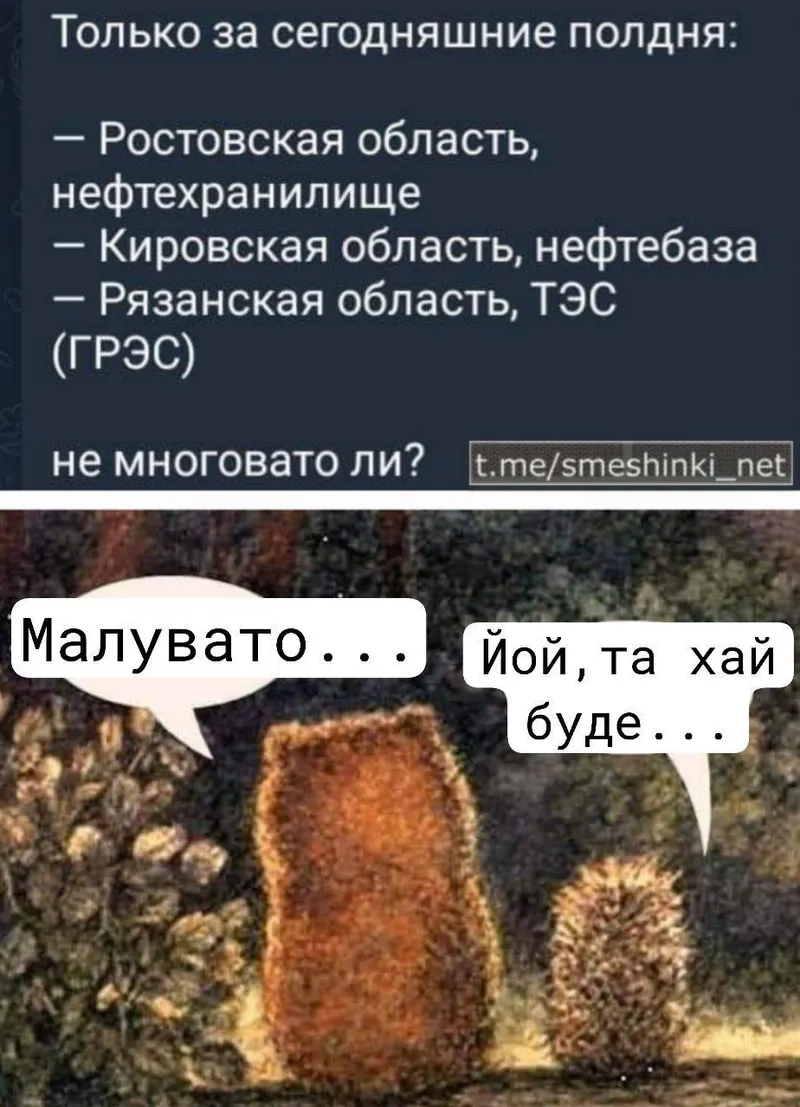 Только за сегодняшние полдня:
— Ростовская область,
нефтехранилище
— Кировская область, нефтебаза
— Рязанская область, ТЭС
(ГРЭС)
не многовато ли?
t.me/smeshinki_net
Малувато...
Йой, та хай
буде...